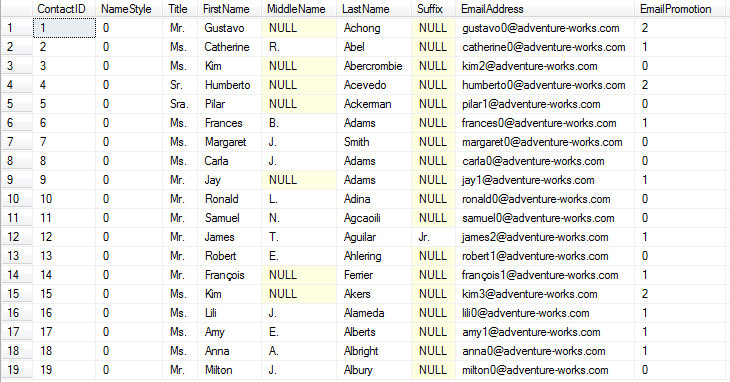 ContactID NameStyle Title FirstName MiddleName LastName Suffix EmailAddress EmailPromotion
1 1 0 Mr. Gustavo NULL Achong NULL gustavo0@adventure-works.com 2
2 2 0 Ms. Catherine R. Abel NULL catherine0@adventure-works.com 1
3 3 0 Ms. Kim NULL Abercrombie NULL kim2@adventure-works.com 0
4 4 0 Sr. Humberto NULL Acevedo NULL humberto0@adventure-works.com 2
5 5 0 Sra. Pilar NULL Ackerman NULL pilar1@adventure-works.com 0
6 6 0 Ms. Frances B. Adams NULL frances0@adventure-works.com 1
7 7 0 Ms. Margaret J. Smith NULL margaret0@adventure-works.com 0
8 8 0 Ms. Carla J. Adams NULL carla0@adventure-works.com 0
9 9 0 Mr. Jay NULL Adams NULL jay1@adventure-works.com 1
10 10 0 Mr. Ronald L. Adina NULL ronald0@adventure-works.com 0
11 11 0 Mr. Samuel N. Agcaoili NULL samuel0@adventure-works.com 0
12 12 0 Mr. James T. Aguilar Jr. james2@adventure-works.com 1
13 13 0 Mr. Robert E. Ahlering NULL robert1@adventure-works.com 0
14 14 0 Mr. François NULL Ferrier NULL françois1@adventure-works.com 1
15 15 0 Ms. Kim NULL Akers NULL kim3@adventure-works.com 2
16 16 0 Ms. Lili J. Alameda NULL lili0@adventure-works.com 1
17 17 0 Ms. Amy E. Alberts NULL amy1@adventure-works.com 1
18 18 0 Ms. Anna A. Albright NULL anna0@adventure-works.com 1
19 19 0 Mr. Milton J. Albury NULL milton0@adventure-works.com 0